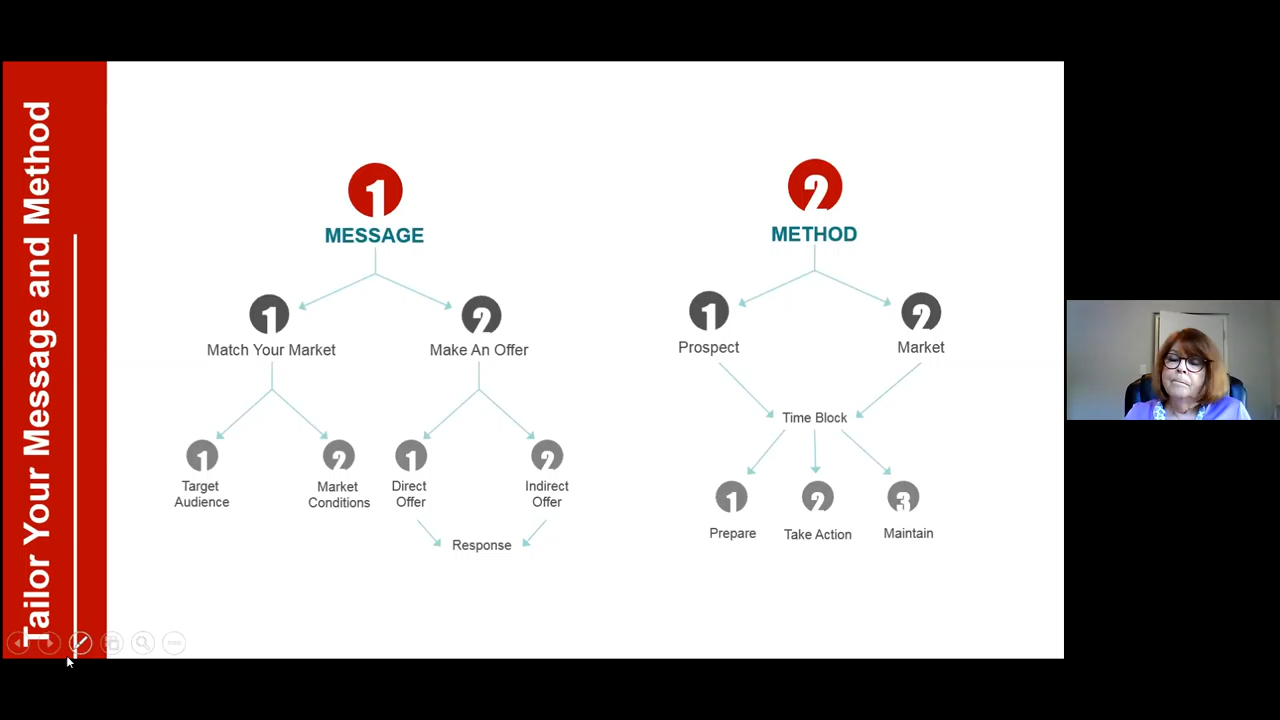 Tailor Your Message and Method
1
MESSAGE
1
Match Your Market
2
Make An Offer
1
Target
Audience
2
Market
Conditions
1
Direct
Offer
2
Indirect
Offer
Response
2
METHOD
1
Prospect
2
Market
Time Block
1
Prepare
2
Take Action
3
Maintain